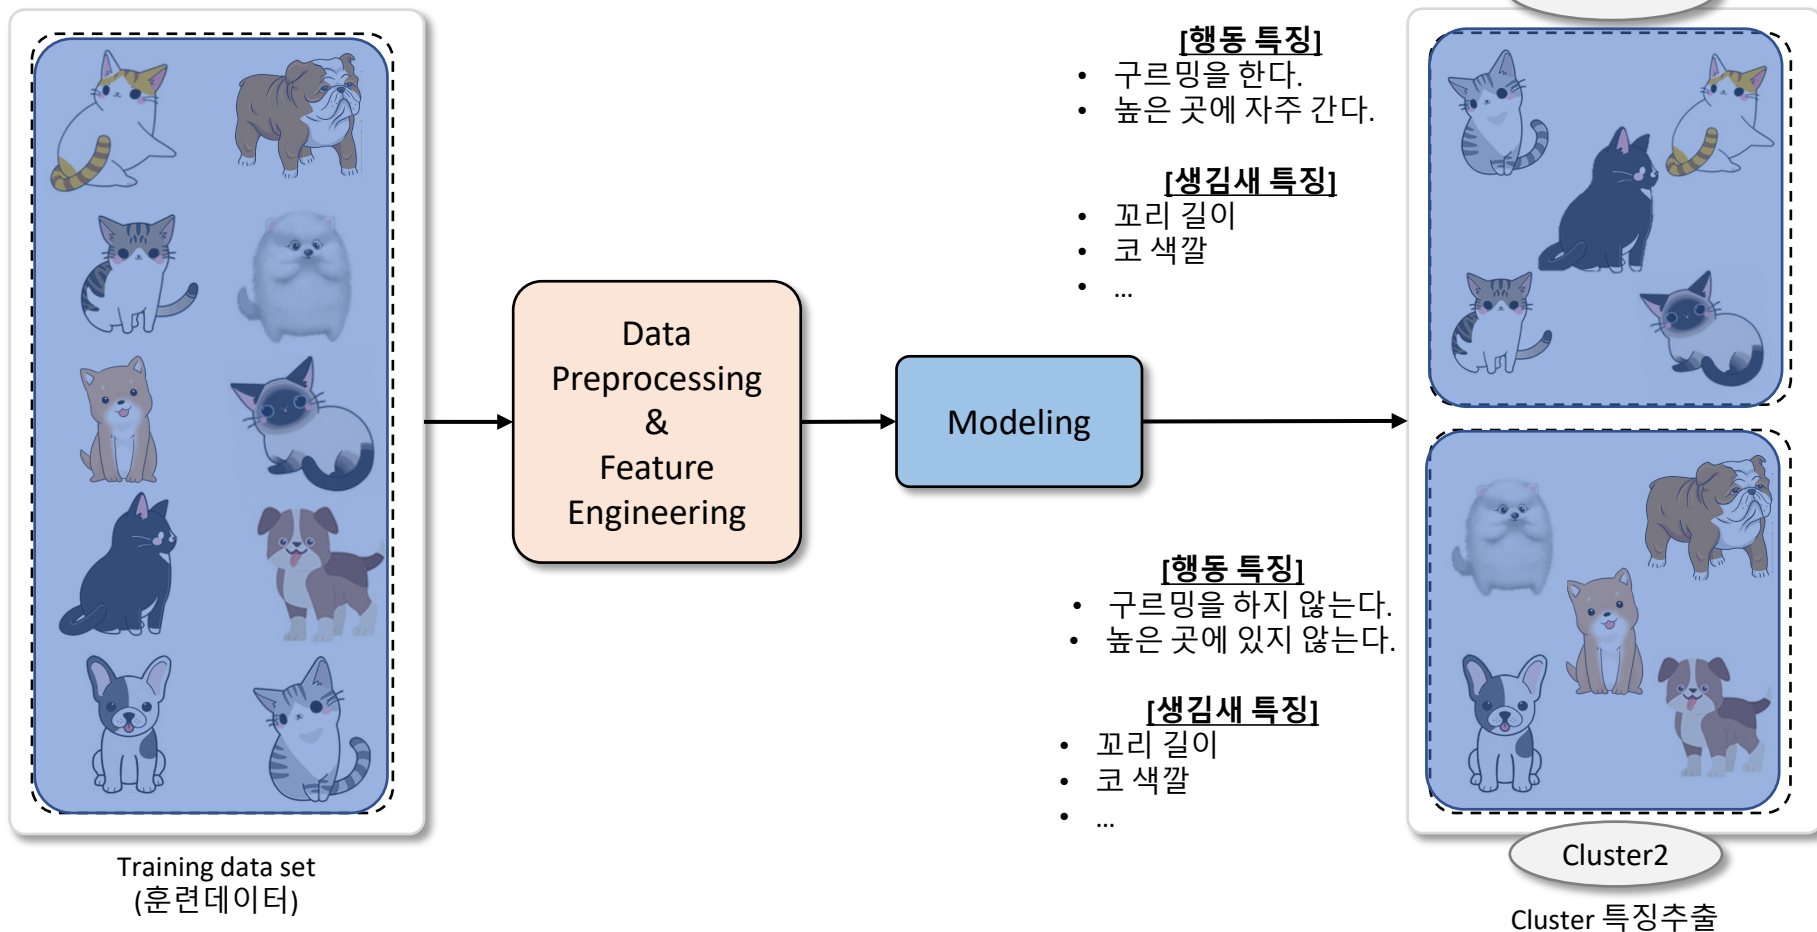 [행동 특징]
• 구르밍을 한다.
• 높은 곳에 자주 간다.
[생김새 특징]
• 꼬리 길이
• 코 색깔
• ...
Data
Preprocessing
&
Feature
Engineering
Modeling
[행동 특징]
• 구르밍을 하지 않는다.
• 높은 곳에 있지 않는다.
[생김새 특징]
• 꼬리 길이
• 코 색깔
• ...
Training data set
(훈련데이터)
Cluster2
Cluster 특징추출